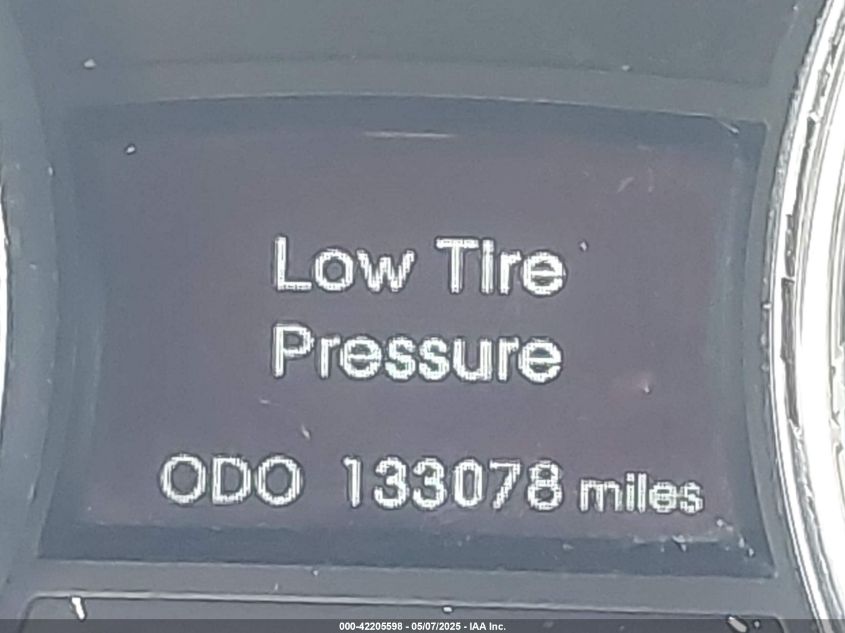 Low Tire
Pressure
ODO 133078 miles
000-42205598 - 05/07/2025 - IAA Inc.